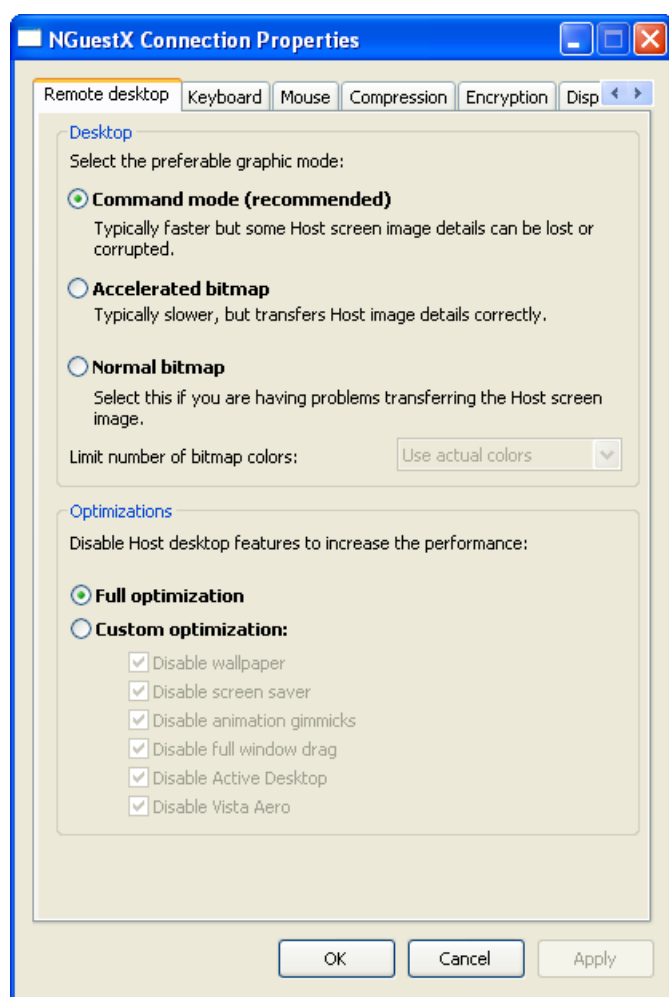 NGuestX Connection Properties
Remote desktop Keyboard Mouse Compression Encryption Disp
Desktop
Select the preferable graphic mode:
Command mode (recommended)
Typically faster but some Host screen image details can be lost or
corrupted.
Accelerated bitmap
Typically slower, but transfers Host image details correctly.
Normal bitmap
Select this if you are having problems transferring the Host screen
image.
Limit number of bitmap colors: Use actual colors
Optimizations
Disable Host desktop features to increase the performance:
Full optimization
Custom optimization:
Disable wallpaper
Disable screen saver
Disable animation gimmicks
Disable full window drag
Disable Active Desktop
Disable Vista Aero
OK Cancel Apply